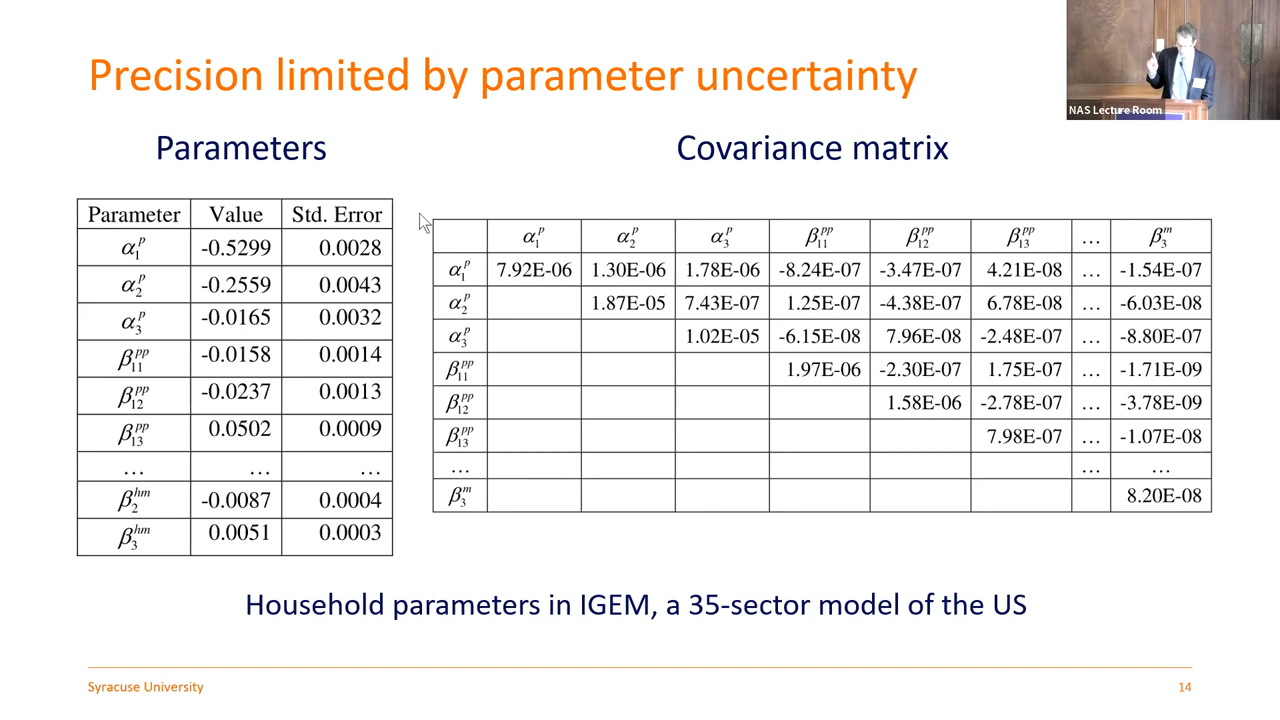 Precision limited by parameter uncertainty
NAS Lecture Room
Parameters
Parameter Value Std. Error
α₁ᵖ -0.5299 0.0028
α₂ᵖ -0.2559 0.0043
α₃ᵖ -0.0165 0.0032
β₁₁ᵖᵖ -0.0158 0.0014
β₁₂ᵖᵖ -0.0237 0.0013
β₁₃ᵖᵖ 0.0502 0.0009
… … …
β₂ʰᵐ -0.0087 0.0004
β₃ʰᵐ 0.0051 0.0003
Covariance matrix
α₁ᵖ α₂ᵖ α₃ᵖ β₁₁ᵖᵖ β₁₂ᵖᵖ β₁₃ᵖᵖ … β₃ᵐ
α₁ᵖ 7.92E-06 1.30E-06 1.78E-06 -8.24E-07 -3.47E-07 4.21E-08 … -1.54E-07
α₂ᵖ 1.87E-05 7.43E-07 1.25E-07 -4.38E-07 6.78E-08 … -6.03E-08
α₃ᵖ 1.02E-05 -6.15E-08 7.96E-08 -2.48E-07 … -8.80E-07
β₁₁ᵖᵖ 1.97E-06 -2.30E-07 1.75E-07 … -1.71E-09
β₁₂ᵖᵖ 1.58E-06 -2.78E-07 … -3.78E-09
β₁₃ᵖᵖ 7.98E-07 … -1.07E-08
… … …
β₃ᵐ 8.20E-08
Household parameters in IGEM, a 35-sector model of the US
Syracuse University
14